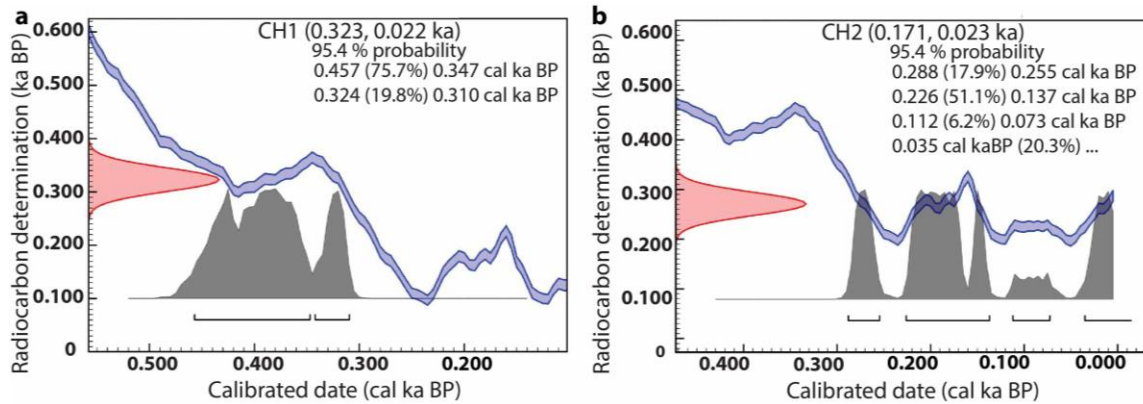 a
CH1 (0.323, 0.022 ka)
95.4 % probability
0.457 (75.7%) 0.347 cal ka BP
0.324 (19.8%) 0.310 cal ka BP
Radiocarbon determination (ka BP)
0.600
0.500
0.400
0.300
0.200
0.100
0
0.500 0.400 0.300 0.200
Calibrated date (cal ka BP)
b
CH2 (0.171, 0.023 ka)
95.4 % probability
0.288 (17.9%) 0.255 cal ka BP
0.226 (51.1%) 0.137 cal ka BP
0.112 (6.2%) 0.073 cal ka BP
0.035 cal kaBP (20.3%) ...
Radiocarbon determination (ka BP)
0.600
0.500
0.400
0.300
0.200
0.100
0
0.400 0.300 0.200 0.100 0.000
Calibrated date (cal ka BP)